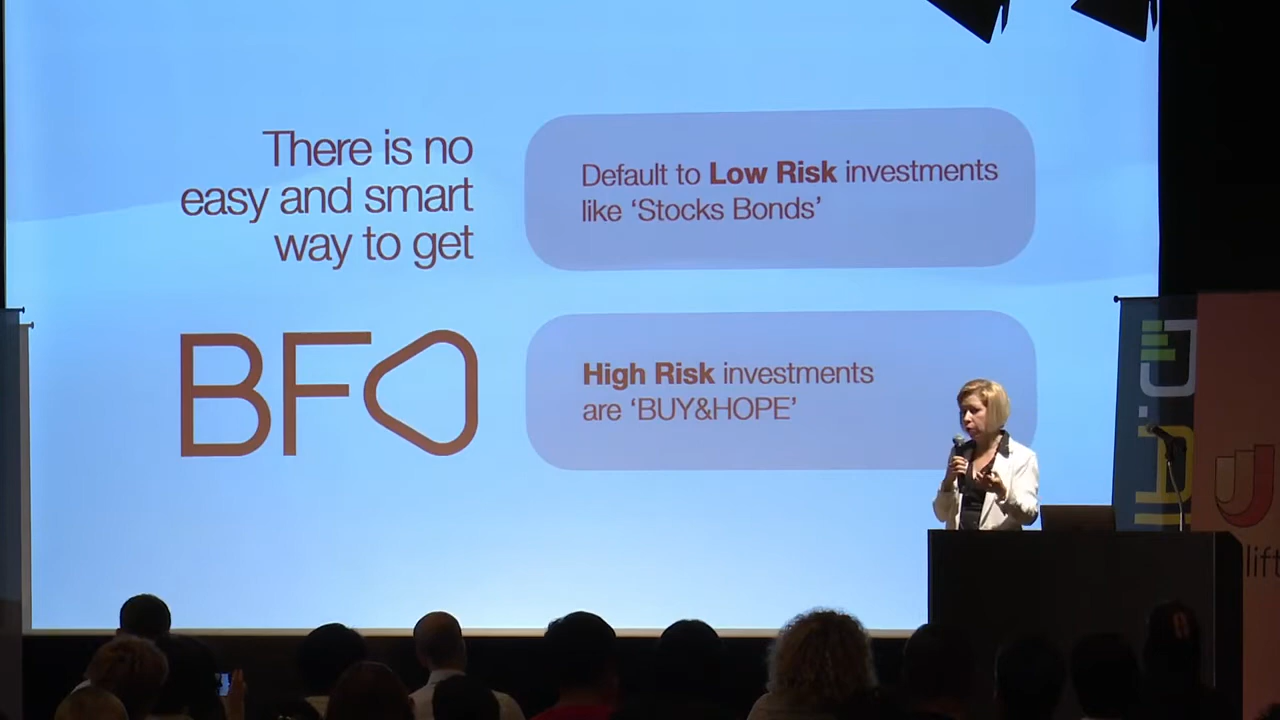 There is no
easy and smart
way to get
BFO
Default to Low Risk investments
like ‘Stocks Bonds’
High Risk investments
are ‘BUY&HOPE’
lift